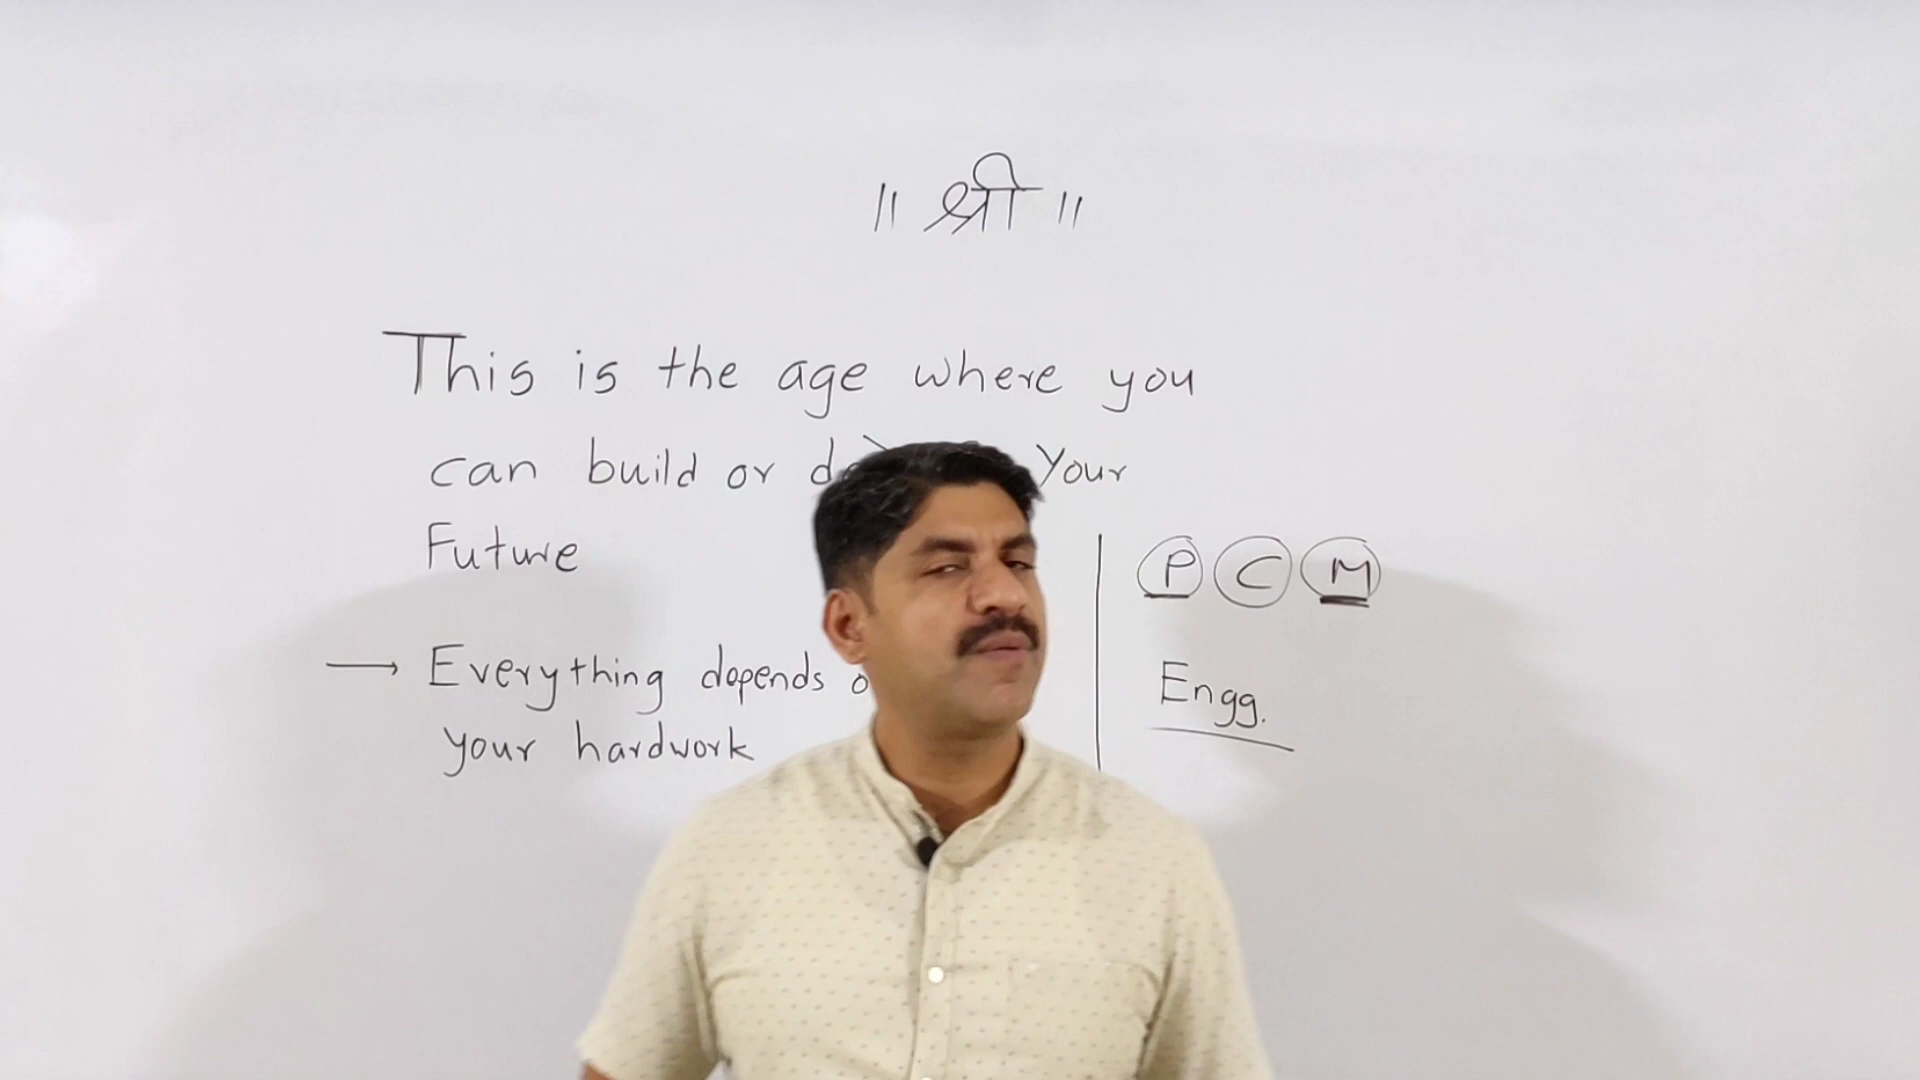 ॥ श्री ॥
This is the age where you
can build or Your
Future
P C M
Everything depends
your hardwork
Engg.